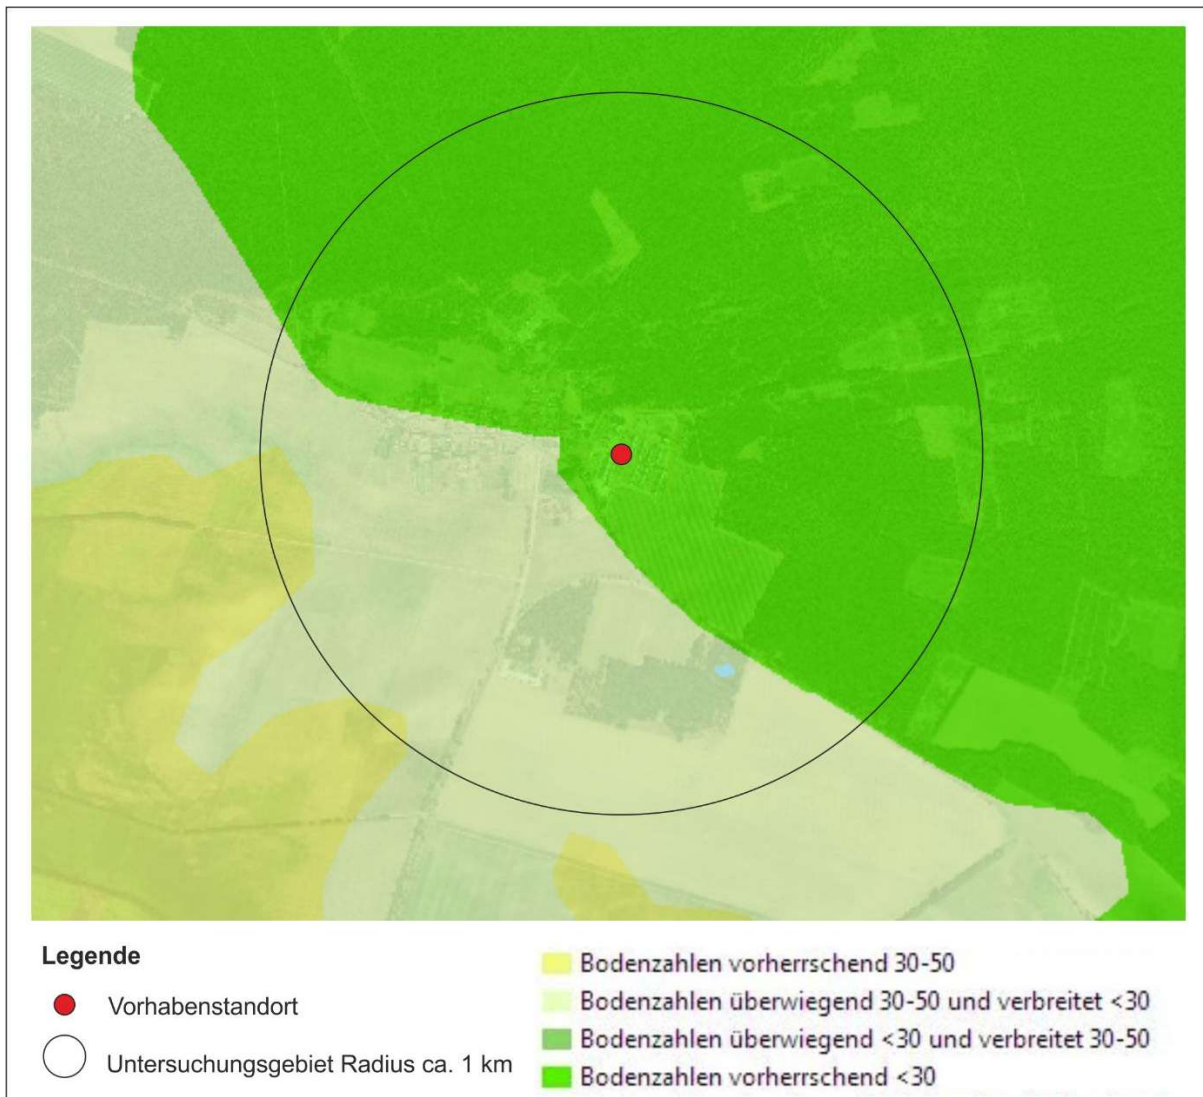 Legende
Vorhabenstandort
Untersuchungsgebiet Radius ca. 1 km
Bodenzahlen vorherrschend 30-50
Bodenzahlen überwiegend 30-50 und verbreitet <30
Bodenzahlen überwiegend <30 und verbreitet 30-50
Bodenzahlen vorherrschend <30